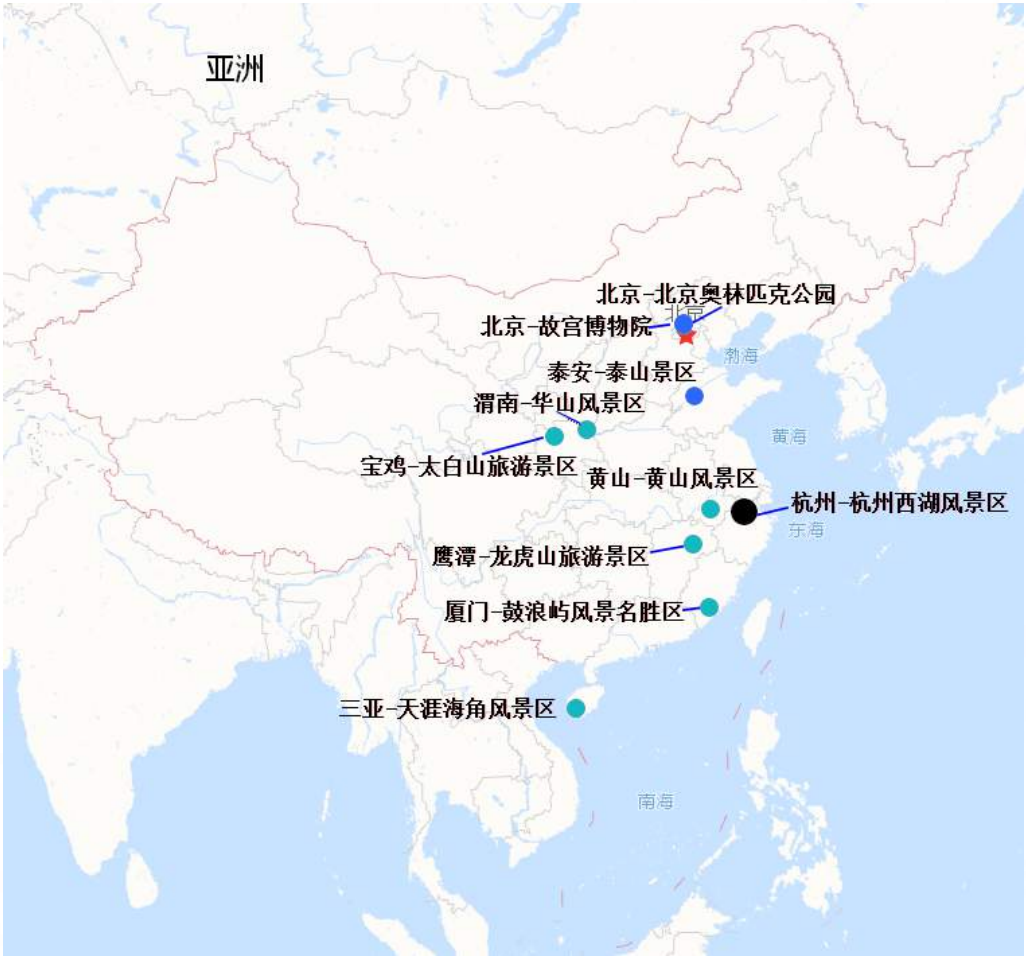 亚洲
北京-北京奥林匹克公园
北京
北京-故宫博物院
渤海
泰安-泰山景区
渭南-华山风景区
黄海
宝鸡-太白山旅游景区
黄山-黄山风景区
杭州-杭州西湖风景区
东海
鹰潭-龙虎山旅游景区
厦门-鼓浪屿风景名胜区
三亚-天涯海角风景区
南海